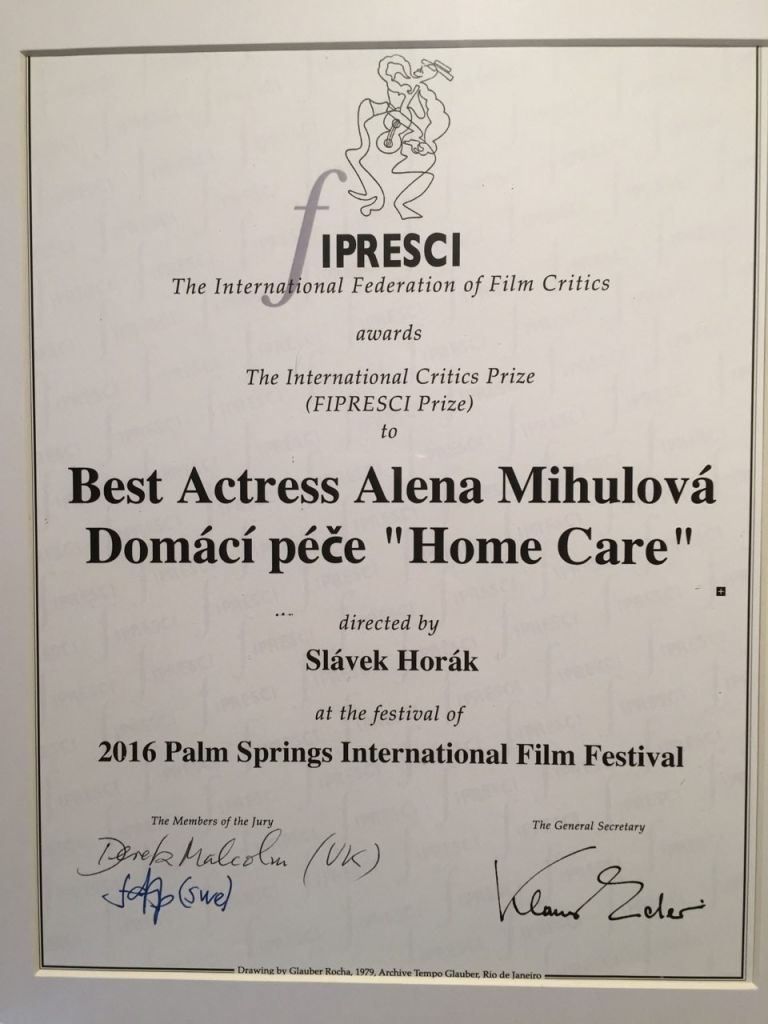 fIPRESCI
The International Federation of Film Critics
awards
The International Critics Prize
(FIPRESCI Prize)
to
Best Actress Alena Mihulová
Domácí péče "Home Care"
directed by
Slávek Horák
at the festival of
2016 Palm Springs International Film Festival
The Members of the Jury
Derek Malcolm (UK)
(swe)
The General Secretary
Klaus Eder
Drawing by Glauber Rocha, 1979, Archive Tempo Glauber, Rio de Janeiro